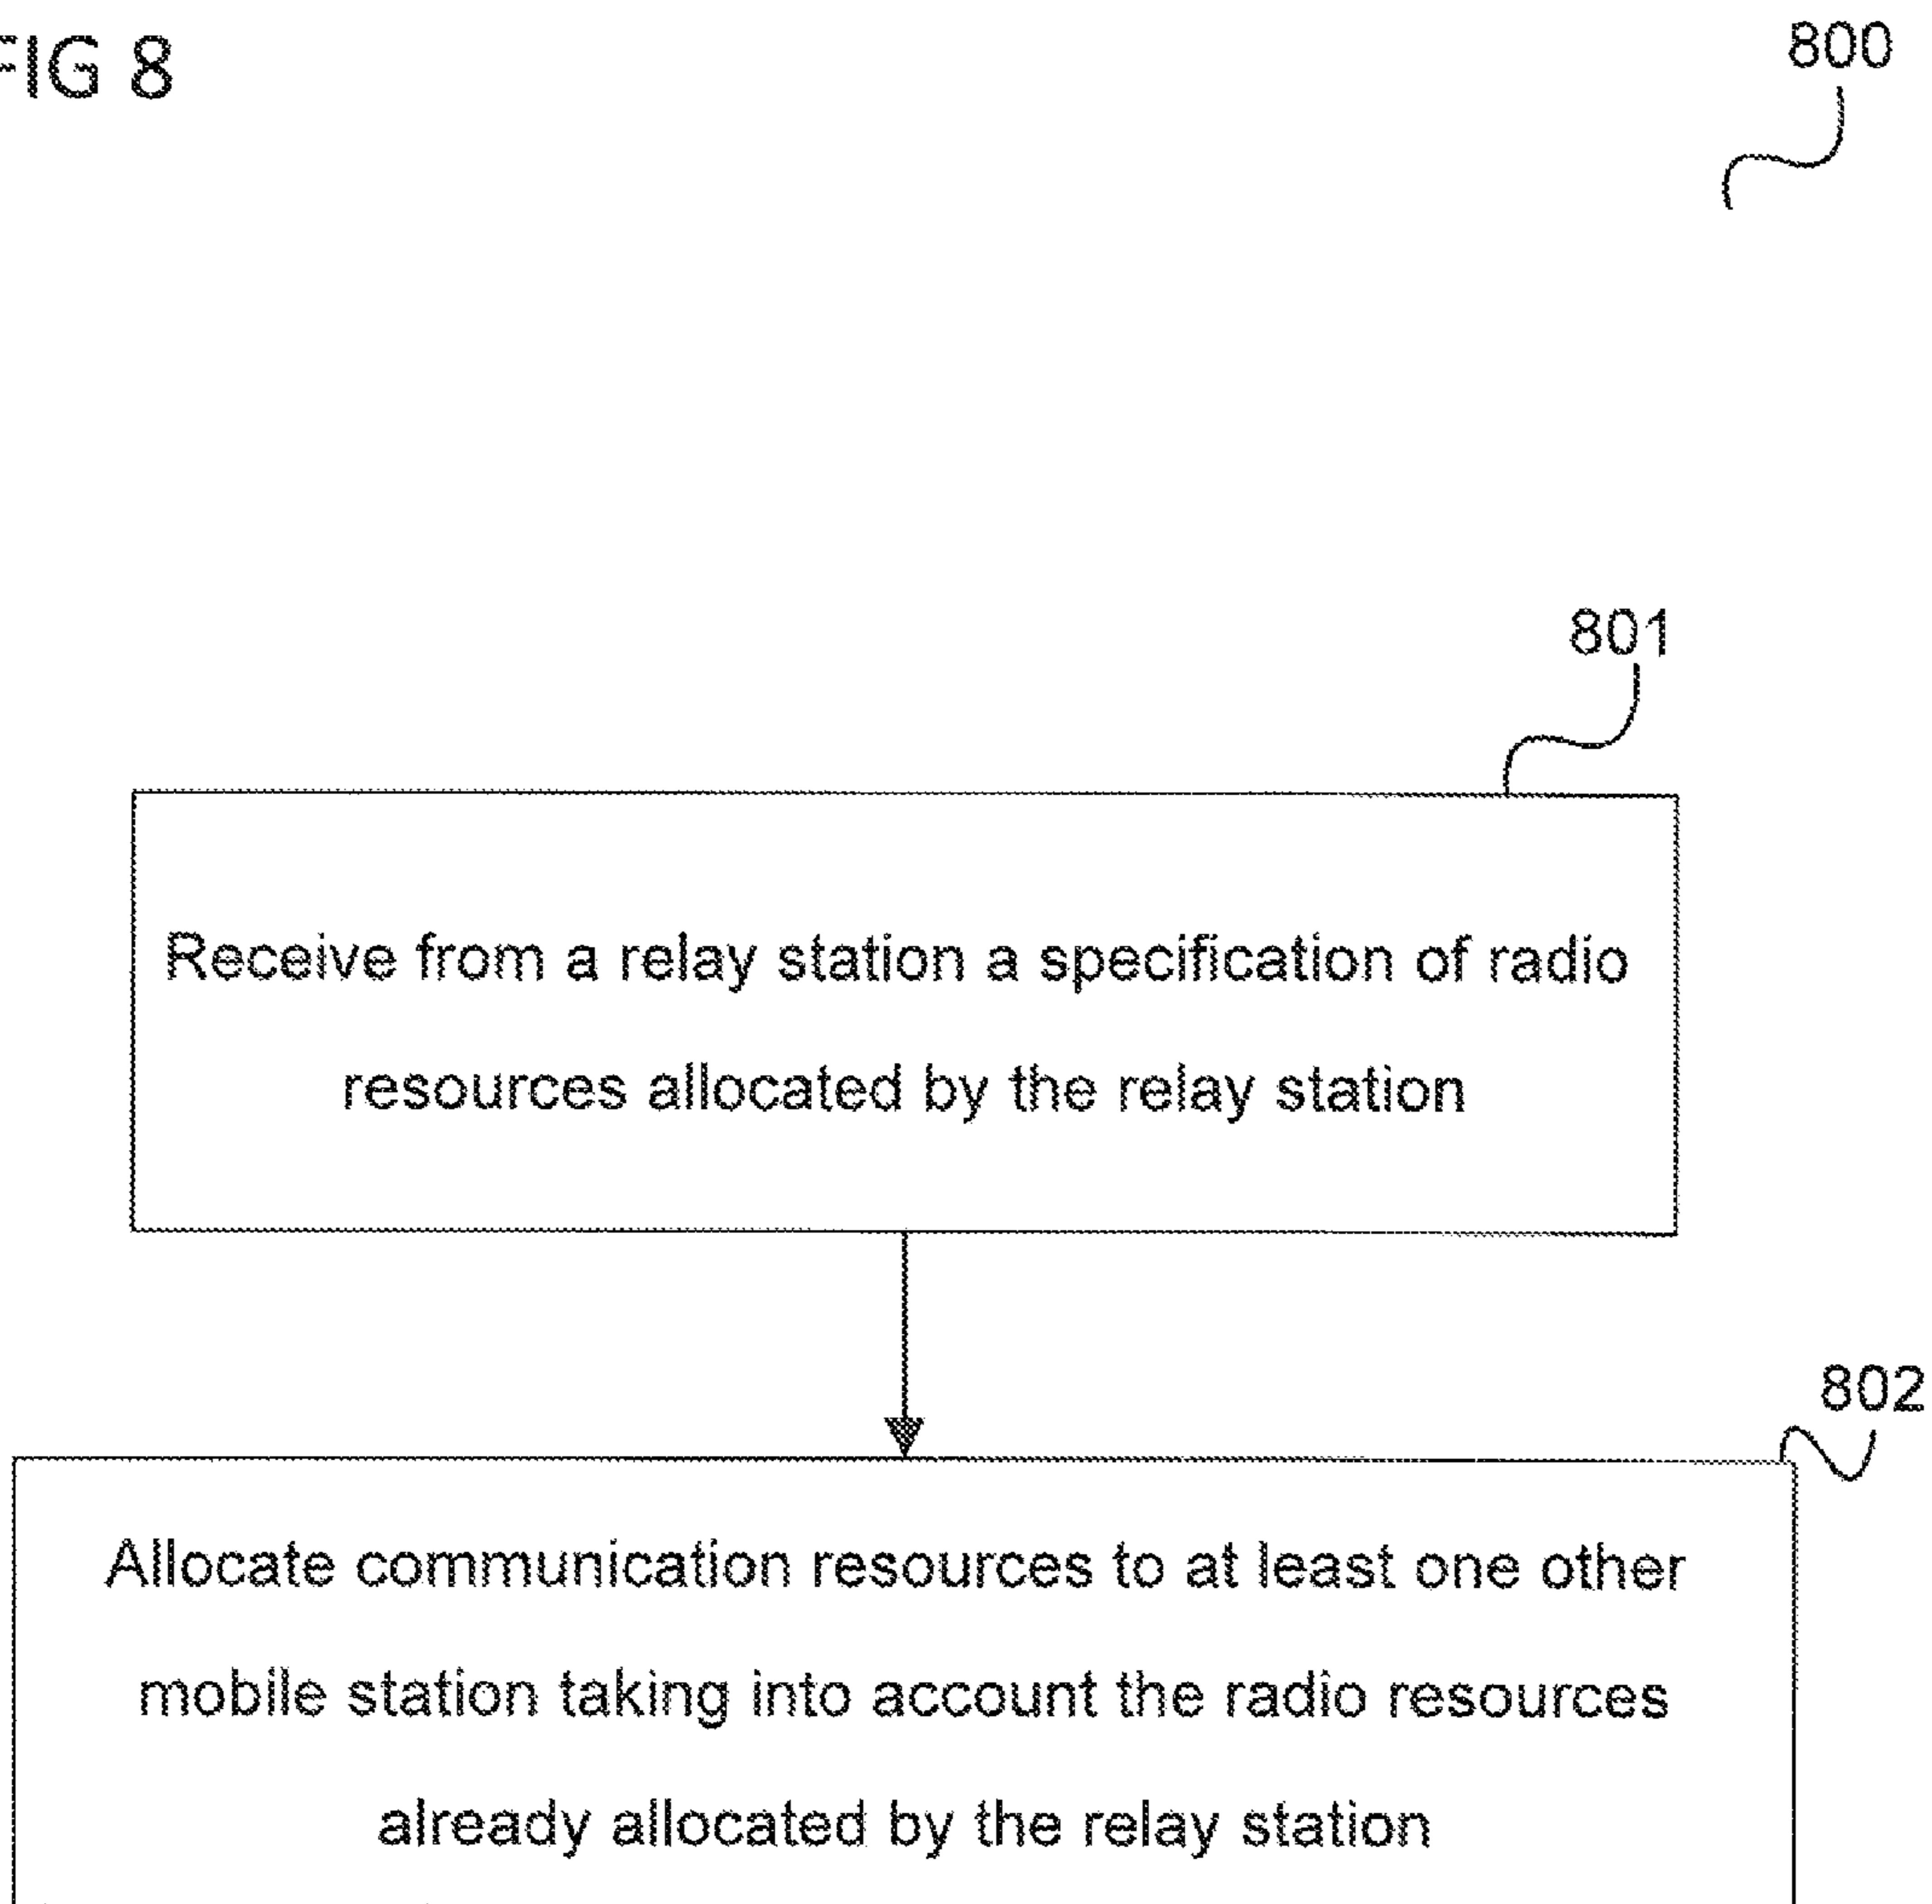 FIG 8
800
801
Receive from a relay station a specification of radio
resources allocated by the relay station
802
Allocate communication resources to at least one other
mobile station taking into account the radio resources
already allocated by the relay station